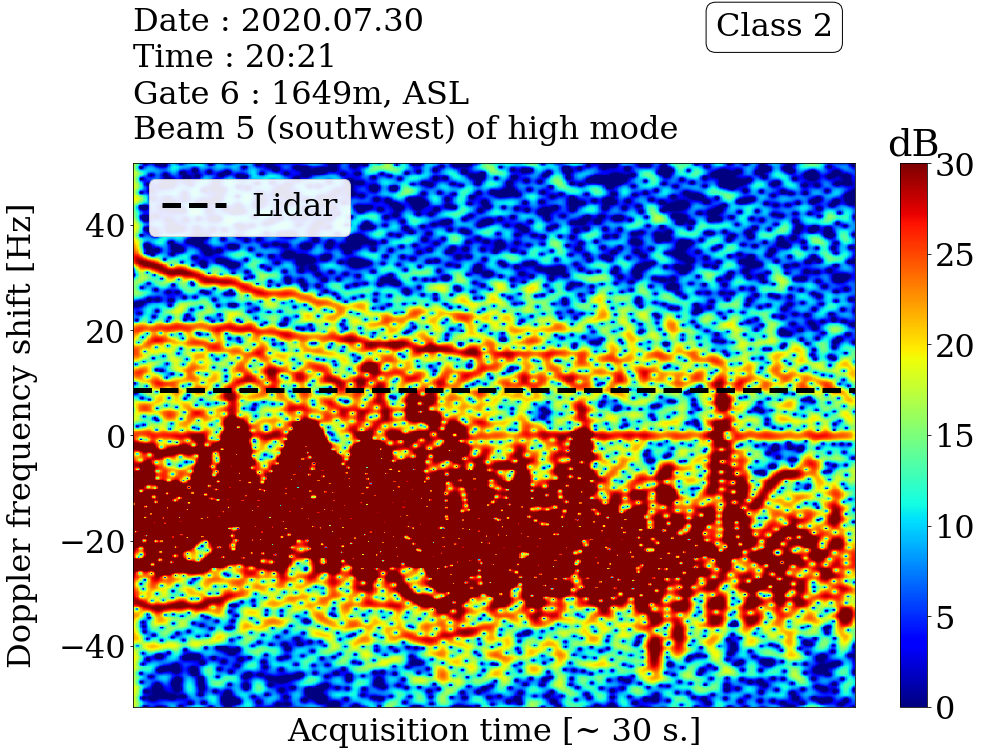 Date : 2020.07.30
Time : 20:21
Gate 6 : 1649m, ASL
Beam 5 (southwest) of high mode
Class 2
dB
Lidar
Doppler frequency shift [Hz]
40
20
0
−20
−40
Acquisition time [~ 30 s.]
30
25
20
15
10
5
0